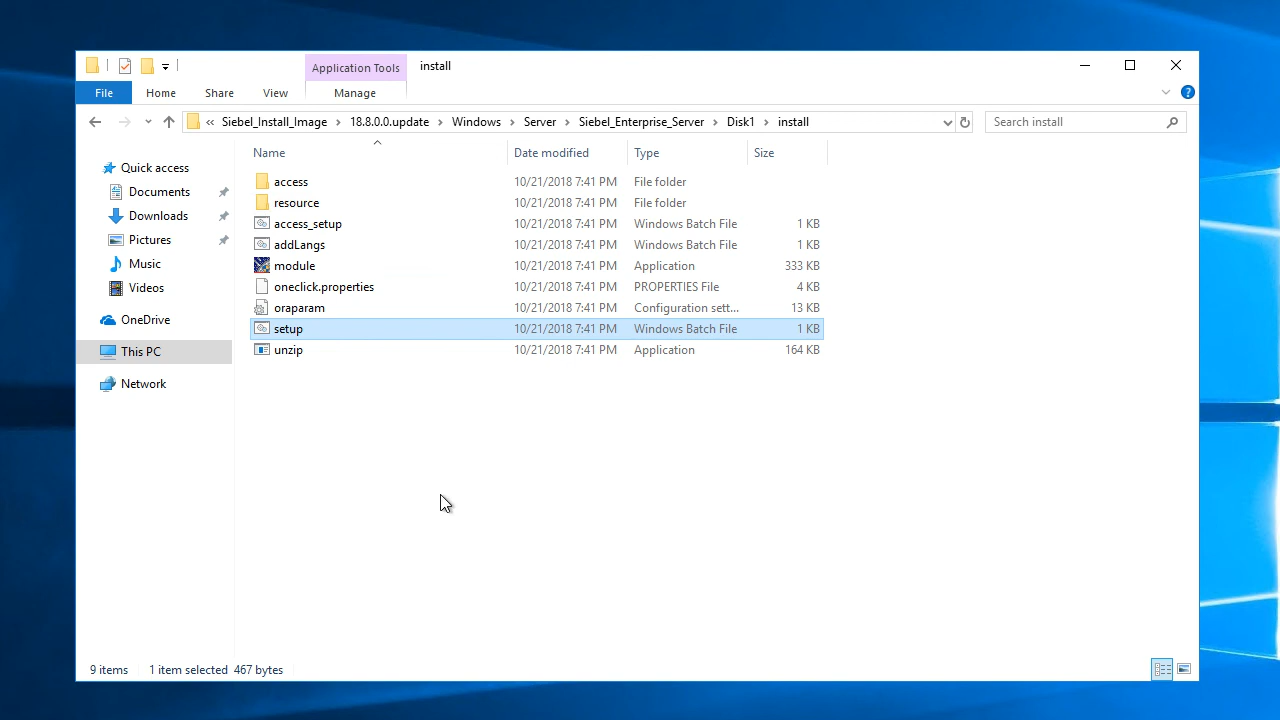 Application Tools install
File Home Share View Manage
« Siebel_Install_Image › 18.8.0.0.update › Windows › Server › Siebel_Enterprise_Server › Disk1 › install Search install
Name Date modified Type Size
Quick access
Documents
Downloads
Pictures
Music
Videos
OneDrive
This PC
Network
access 10/21/2018 7:41 PM File folder
resource 10/21/2018 7:41 PM File folder
access_setup 10/21/2018 7:41 PM Windows Batch File 1 KB
addLangs 10/21/2018 7:41 PM Windows Batch File 1 KB
module 10/21/2018 7:41 PM Application 333 KB
oneclick.properties 10/21/2018 7:41 PM PROPERTIES File 4 KB
oraparam 10/21/2018 7:41 PM Configuration sett... 13 KB
setup 10/21/2018 7:41 PM Windows Batch File 1 KB
unzip 10/21/2018 7:41 PM Application 164 KB
9 items 1 item selected 467 bytes